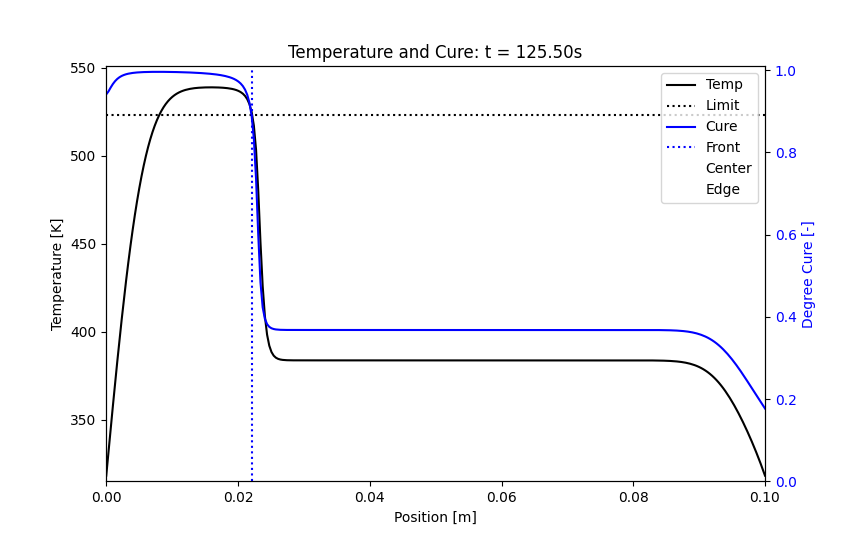 Temperature and Cure: t = 125.50s
Temperature [K]
550
500
450
400
350
Degree Cure [-]
1.0
0.8
0.6
0.4
0.2
0.0
Temp
Limit
Cure
Front
Center
Edge
0.00
0.02
0.04
0.06
0.08
0.10
Position [m]